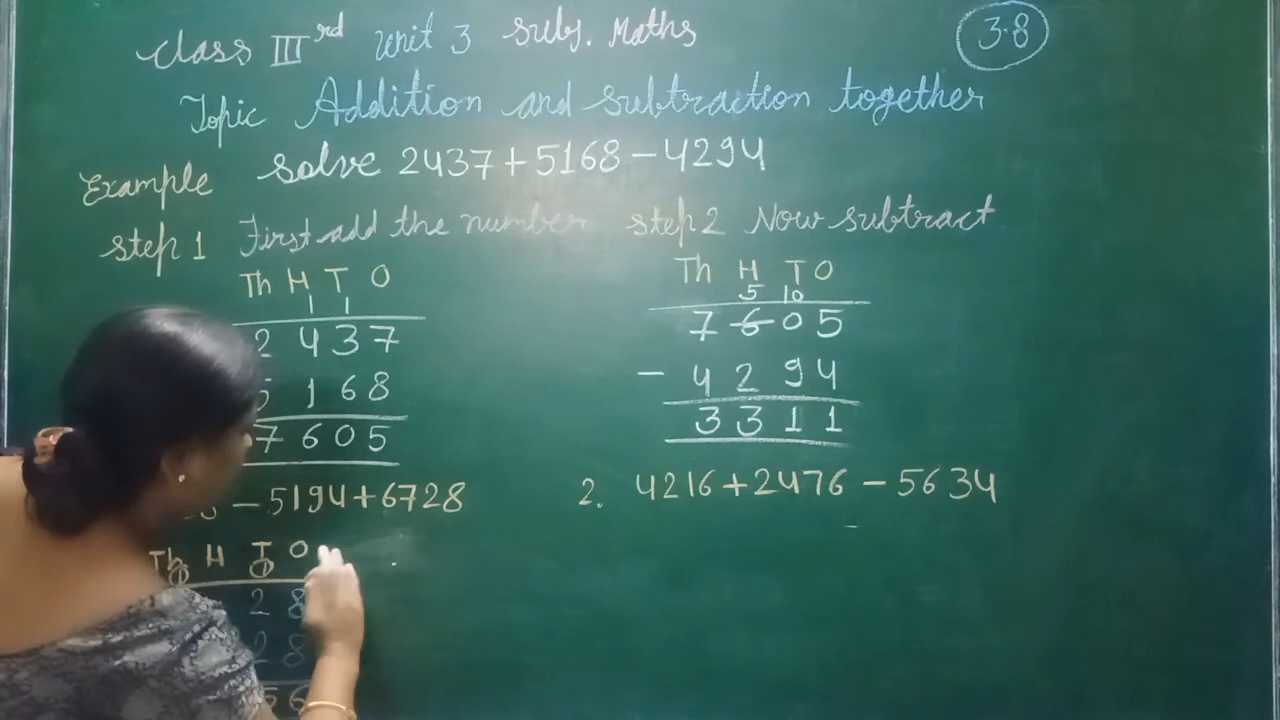 Class III rd Unit 3 Subj. Maths
3.8
Topic Addition and subtraction together
Example solve 2437+5168-4294
step 1 First add the number step 2 Now subtract
Th H T O
1 1
2 4 3 7
5 1 6 8
7 6 0 5
Th H T O
5 10
7 6 0 5
- 4 2 9 4
3 3 1 1
- 5194+6728
2. 4216+2476-5634
Th H T O
2 8
2 8
5 6